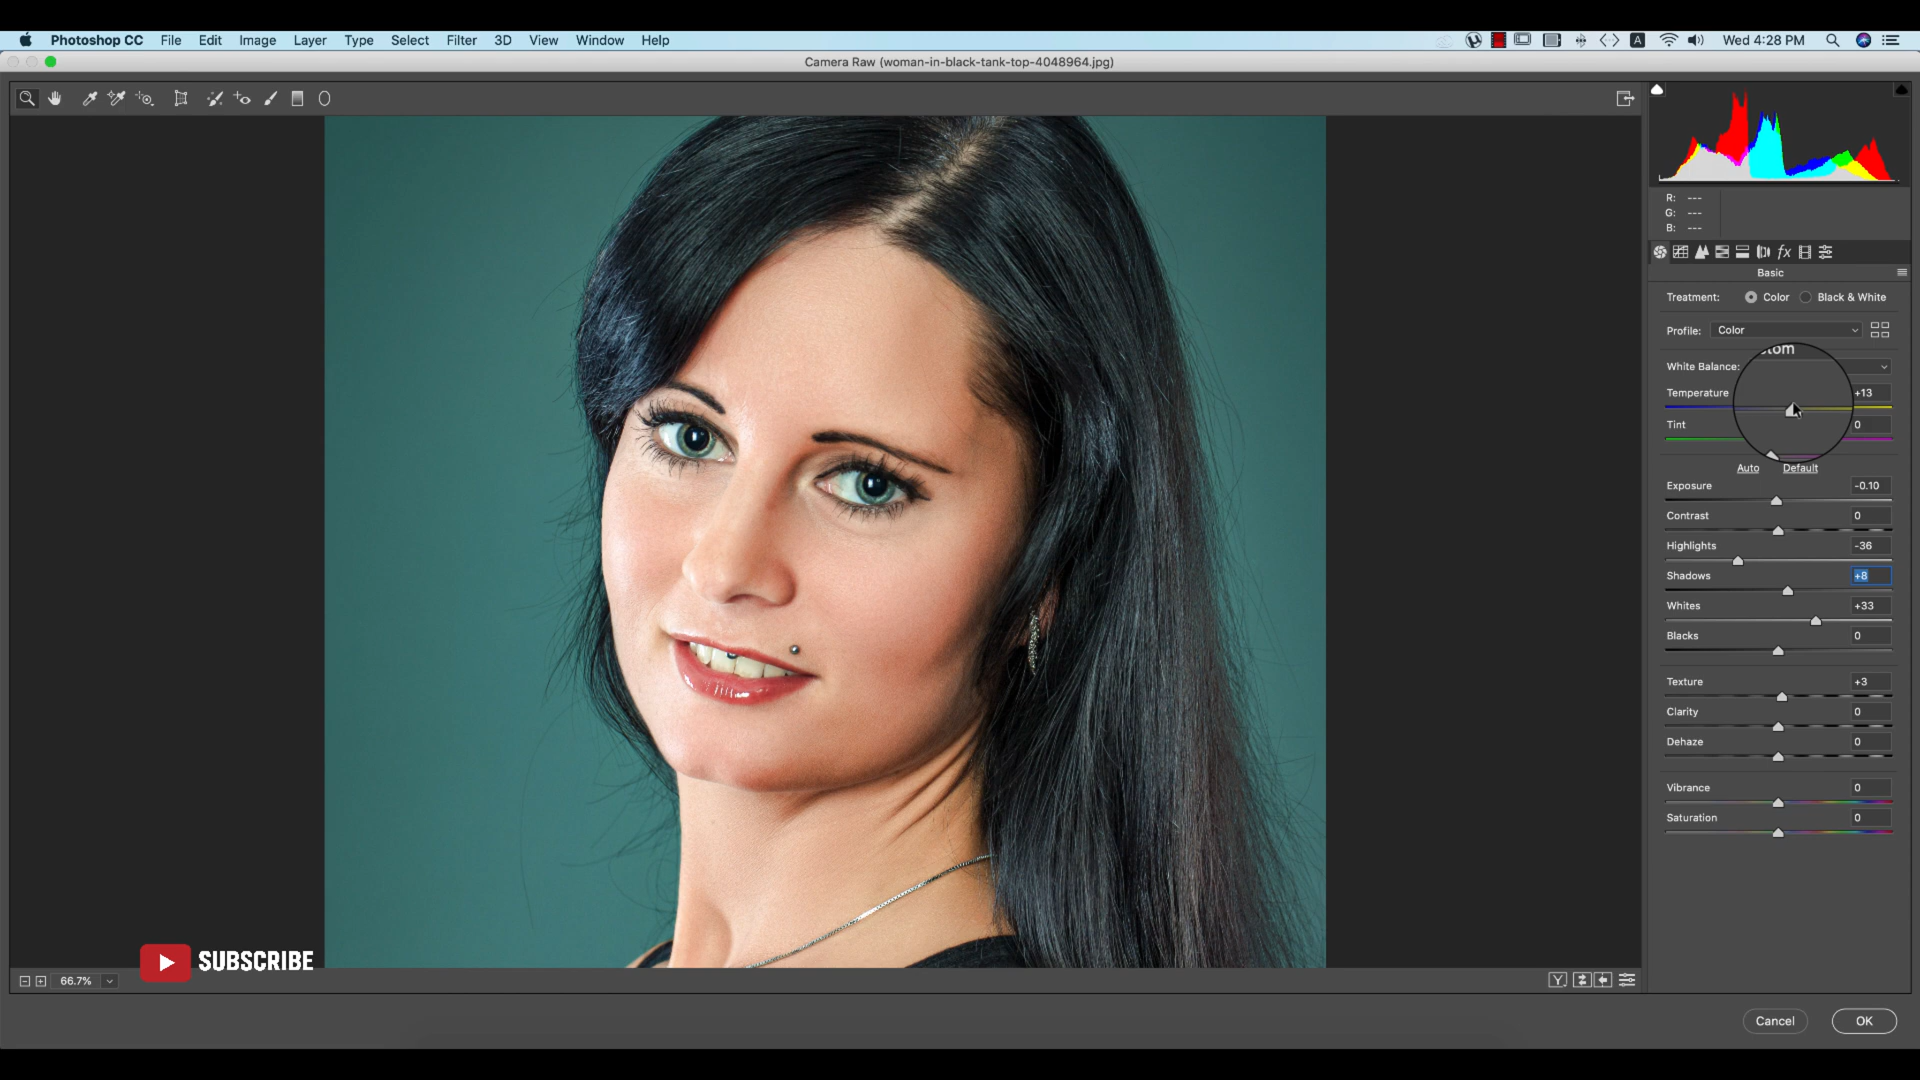 Photoshop CC File Edit Image Layer Type Select Filter 3D View Window Help A Wed 4:28 PM
Camera Raw (woman-in-black-tank-top-4048964.jpg)
R: ---
G: ---
B: ---
fx
Basic
Treatment: Color Black & White
Profile: Color
tom
White Balance:
Temperature +13
Tint 0
Auto Default
Exposure -0.10
Contrast 0
Highlights -36
Shadows +8
Whites +33
Blacks 0
Texture +3
Clarity 0
Dehaze 0
Vibrance 0
Saturation 0
SUBSCRIBE
66.7% Y
Cancel OK